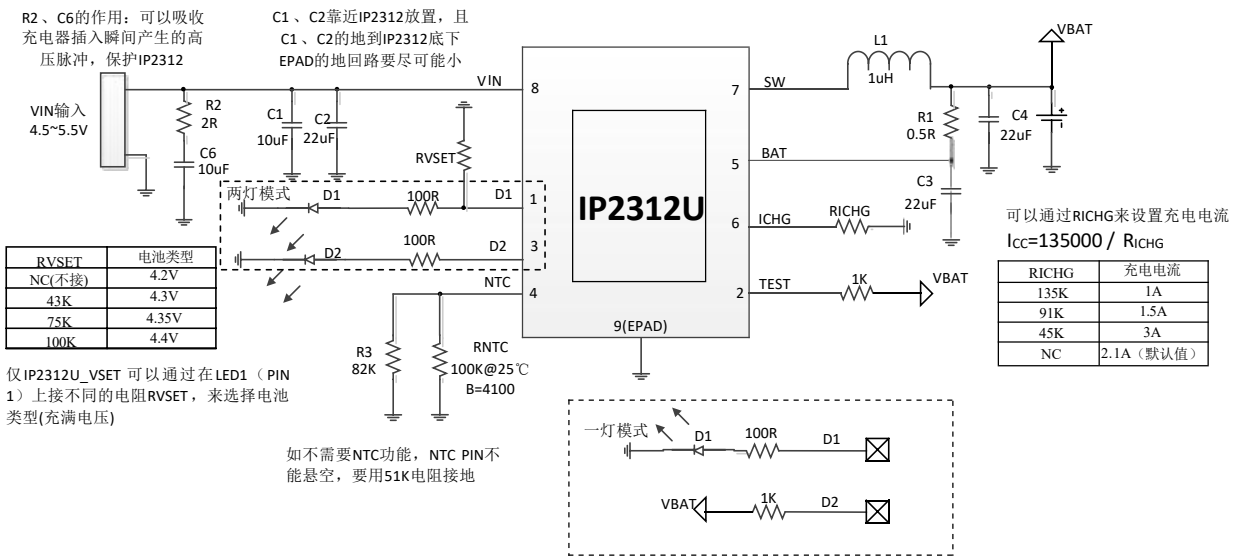 R2 、C6的作用：可以吸收
充电器插入瞬间产生的高
压脉冲，保护IP2312
C1 、C2靠近IP2312放置，且
C1 、C2的地到IP2312底下
EPAD的地回路要尽可能小
VIN输入
4.5~5.5V
R2
2R
C6
10uF
C1
10uF
C2
22uF
VIN
8
RVSET
两灯模式
D1
100R
D1
1
D2
100R
D2
3
NTC
4
R3
82K
RNTC
100K@25℃
B=4100
IP2312U
9(EPAD)
7
SW
L1
1uH
VBAT
R1
0.5R
C4
22uF
5
BAT
C3
22uF
6
ICHG
RICHG
2
TEST
1K
VBAT
可以通过RICHG来设置充电电流
ICC=135000 / RICHG
RICHG 充电电流
135K 1A
91K 1.5A
45K 3A
NC 2.1A（默认值）
RVSET 电池类型
NC(不接) 4.2V
43K 4.3V
75K 4.35V
100K 4.4V
仅IP2312U_VSET 可以通过在LED1（PIN
1）上接不同的电阻RVSET，来选择电池
类型(充满电压)
如不需要NTC功能，NTC PIN不
能悬空，要用51K电阻接地
一灯模式
D1
100R
D1
VBAT
1K
D2